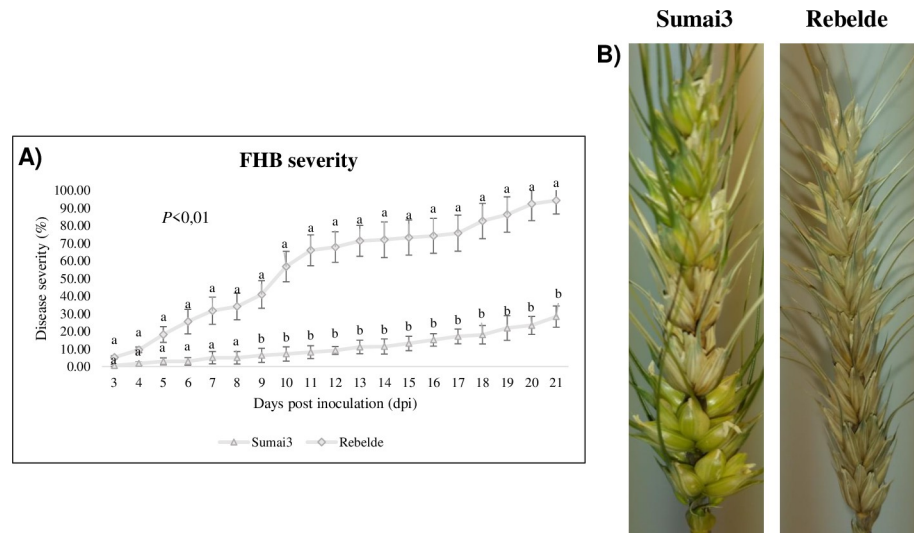 A)
FHB severity
Disease severity (%)
100.00
90.00
80.00
70.00
60.00
50.00
40.00
30.00
20.00
10.00
0.00
P<0,01
a a a a a a a a a a a a a a a a a a a
a a a a a a b b b b b b b b b b b b
3 4 5 6 7 8 9 10 11 12 13 14 15 16 17 18 19 20 21
Days post inoculation (dpi)
Sumai3 Rebelde
B)
Sumai3 Rebelde